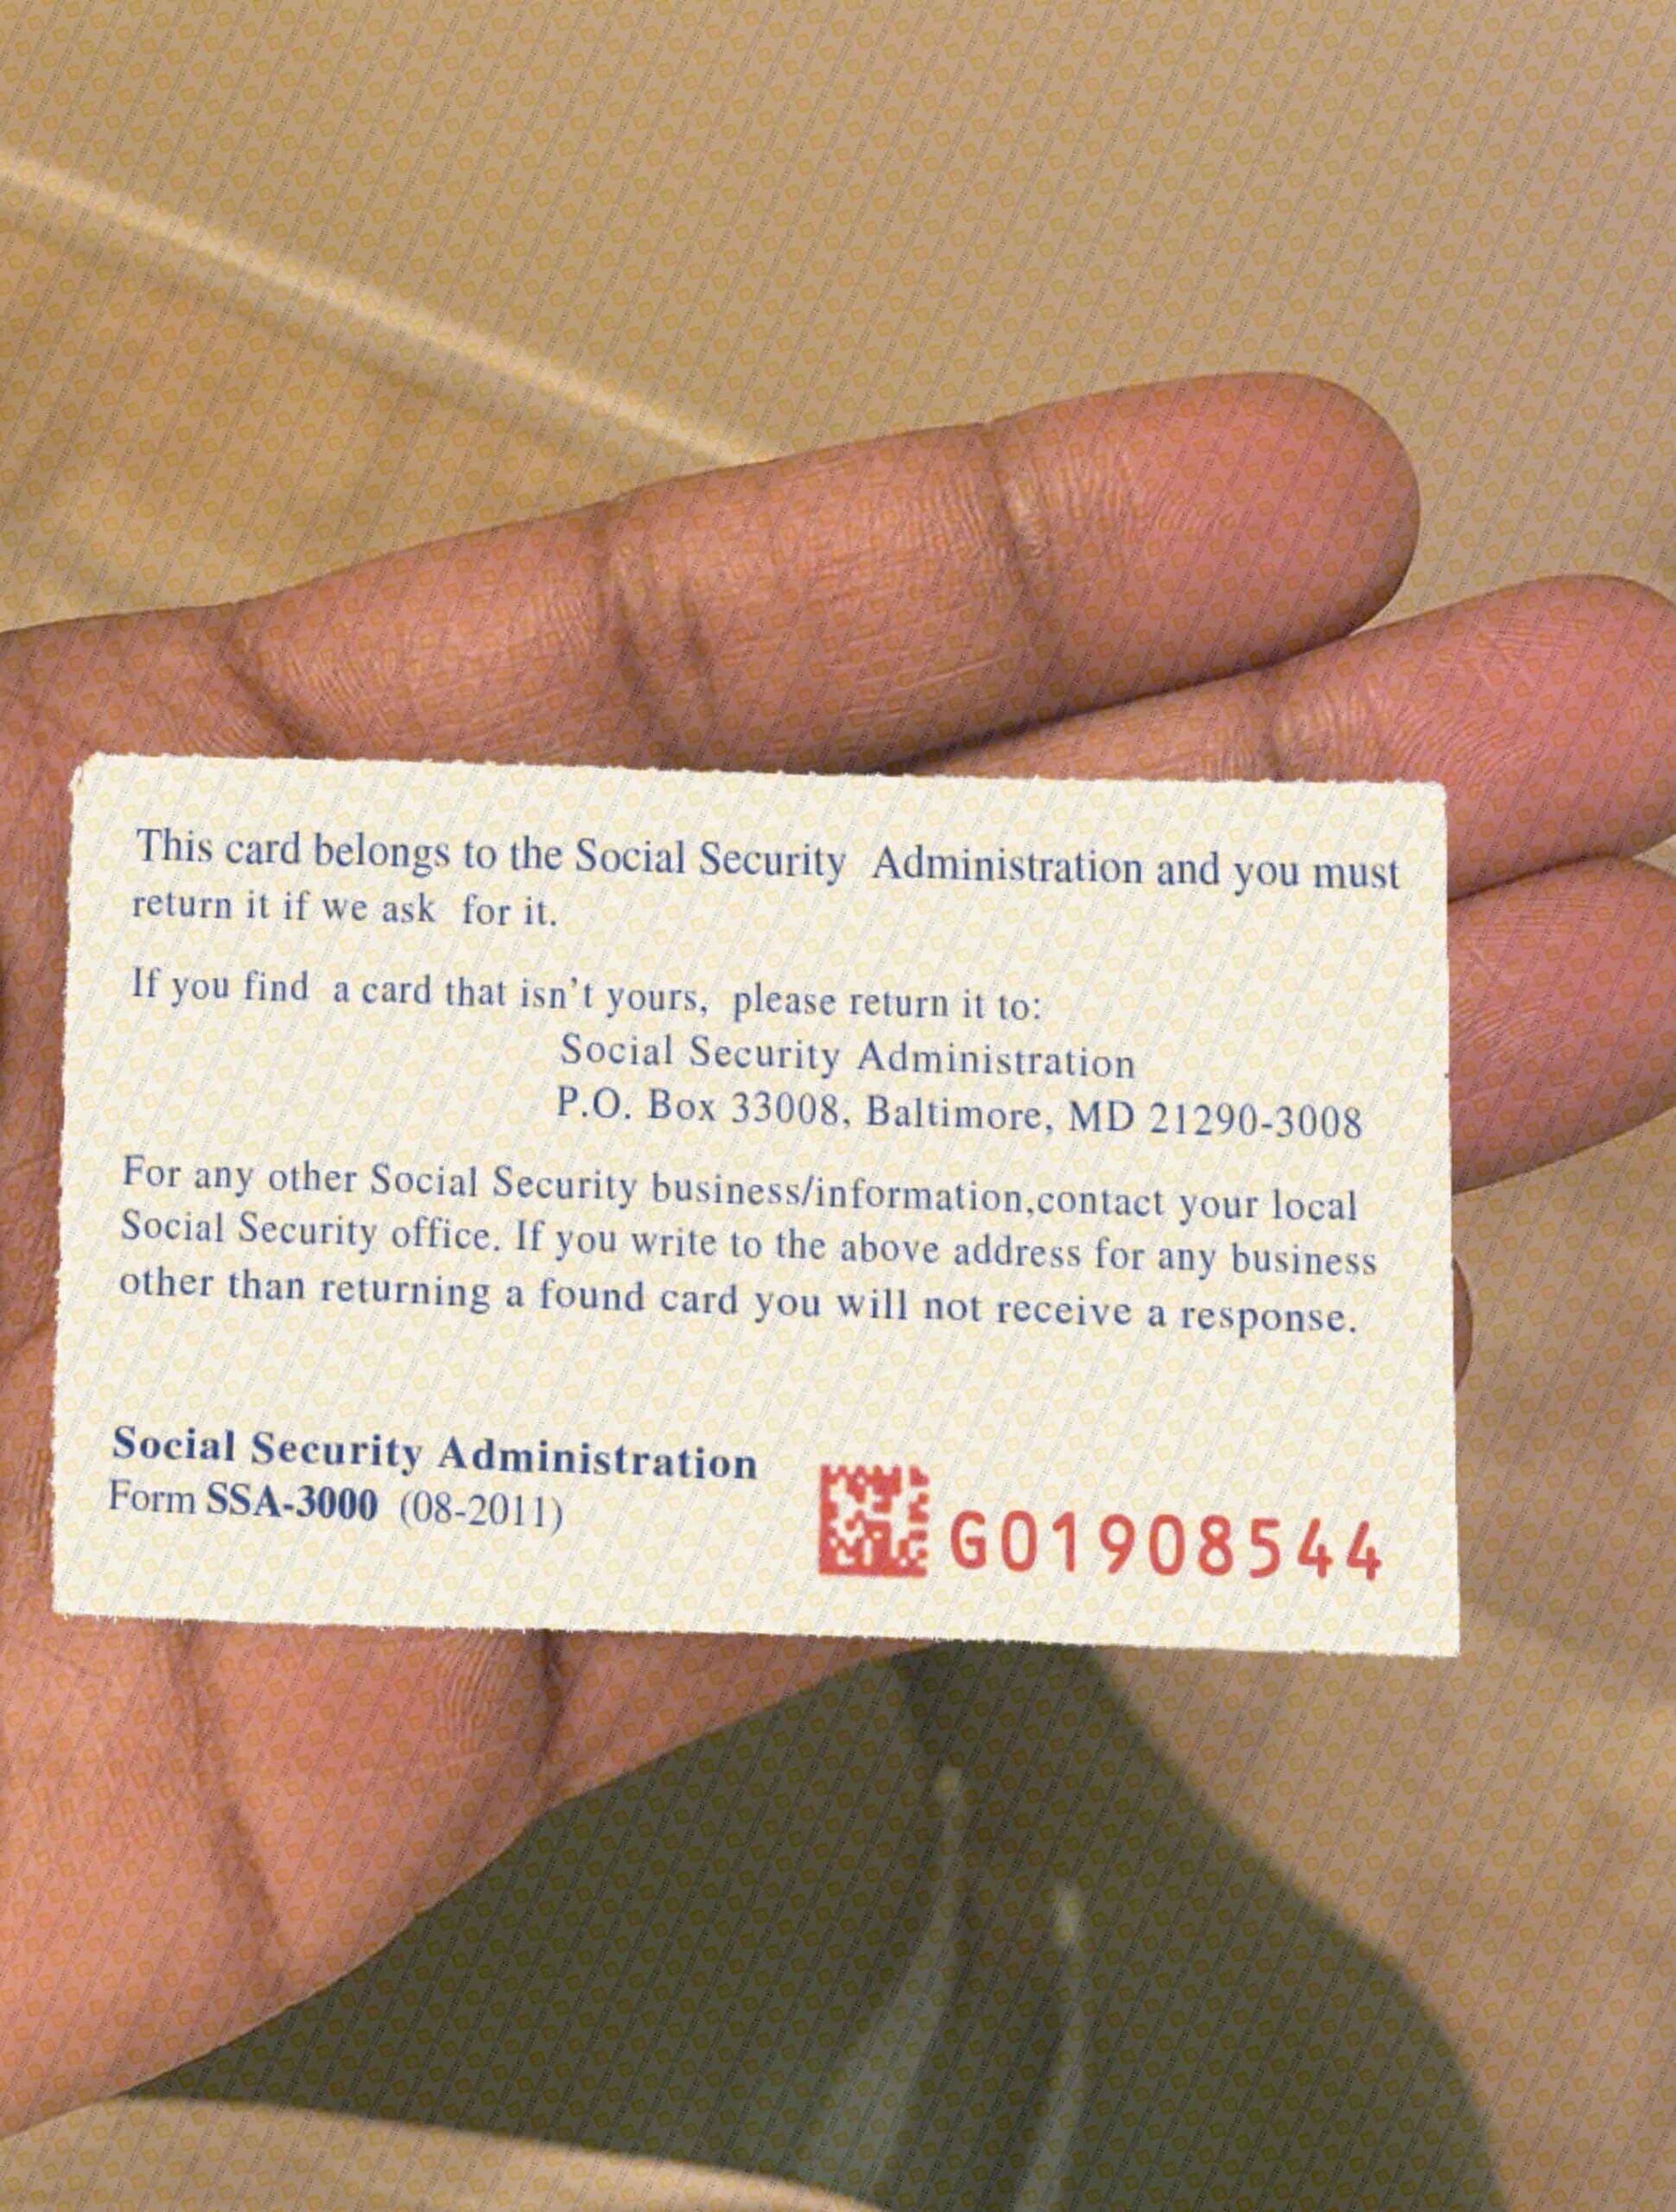 This card belongs to the Social Security Administration and you must
return it if we ask for it.
If you find a card that isn't yours, please return it to:
Social Security Administration
P.O. Box 33008, Baltimore, MD 21290-3008
For any other Social Security business/information,contact your local
Social Security office. If you write to the above address for any business
other than returning a found card you will not receive a response.
Social Security Administration
Form SSA-3000 (08-2011)
G01908544